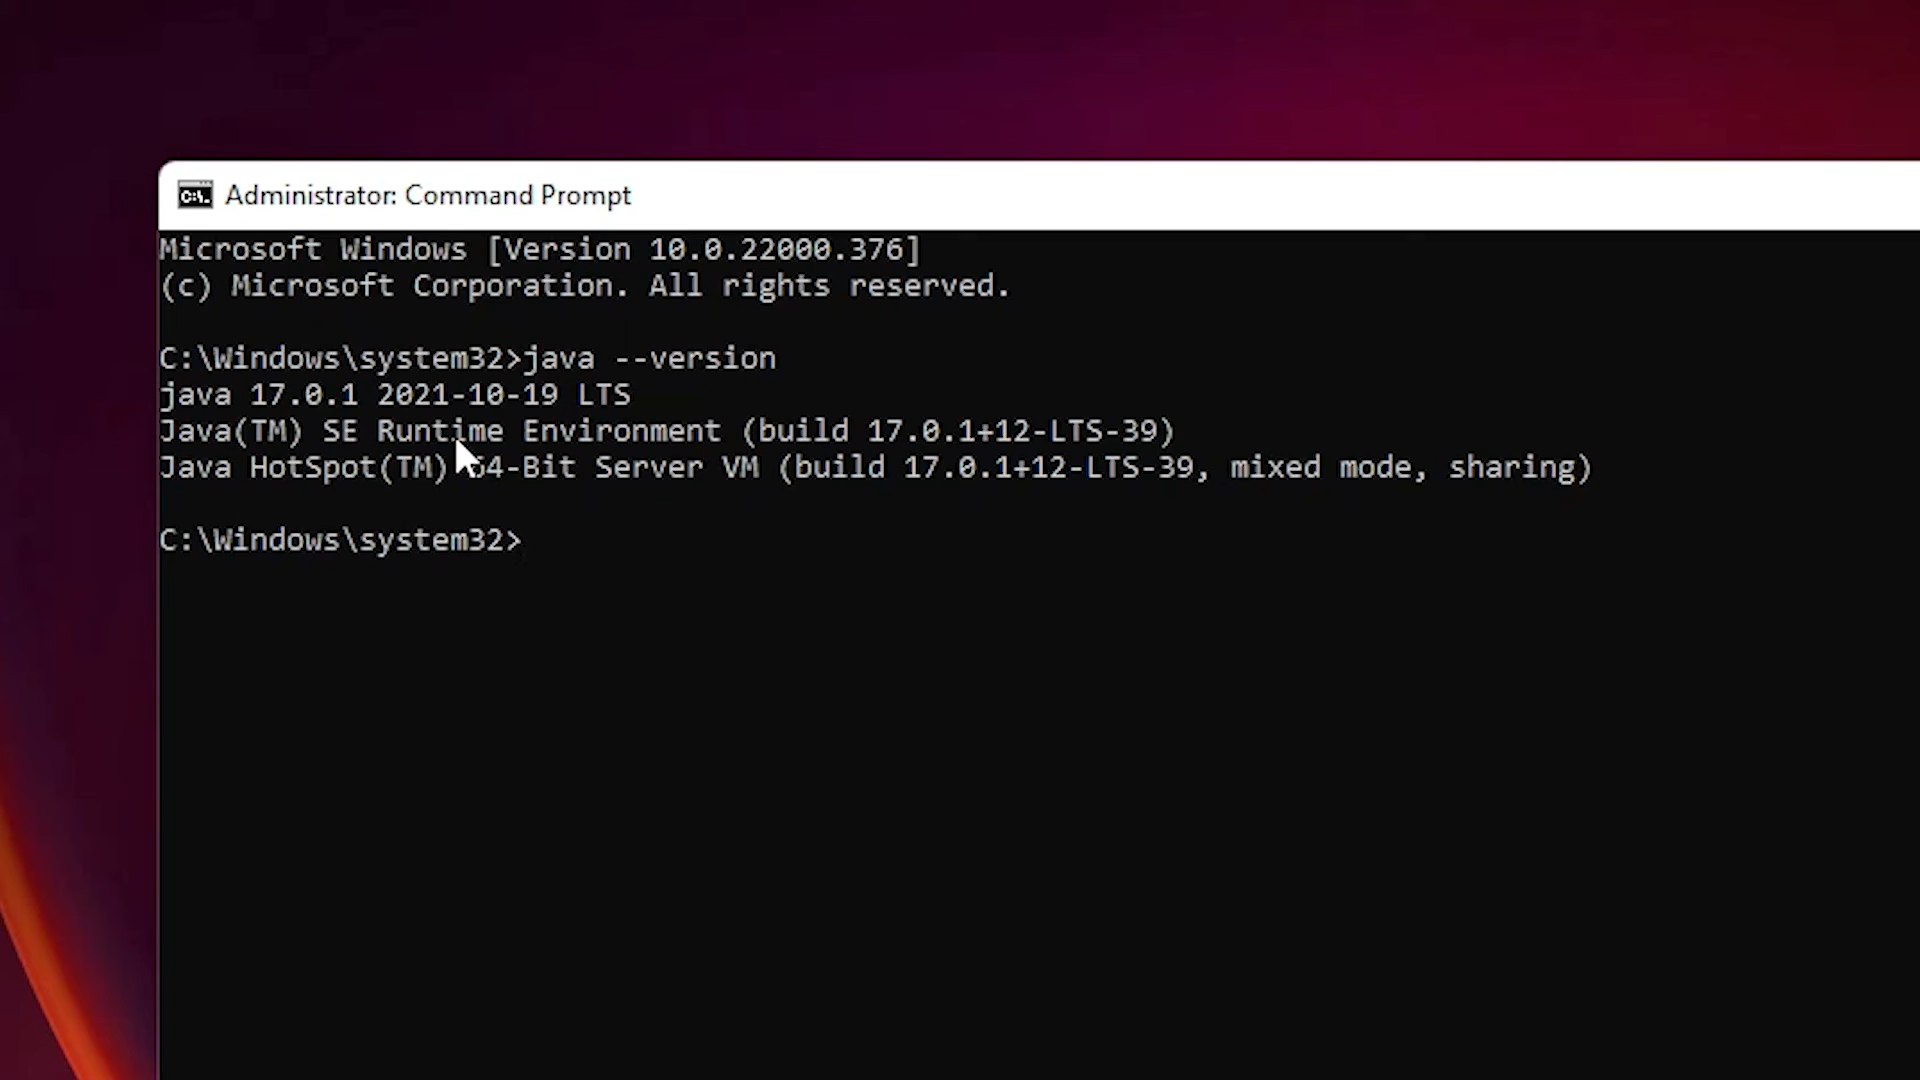 Administrator: Command Prompt
Microsoft Windows [Version 10.0.22000.376]
(c) Microsoft Corporation. All rights reserved.
C:\Windows\system32>java --version
java 17.0.1 2021-10-19 LTS
Java(TM) SE Runtime Environment (build 17.0.1+12-LTS-39)
Java HotSpot(TM) 64-Bit Server VM (build 17.0.1+12-LTS-39, mixed mode, sharing)
C:\Windows\system32>